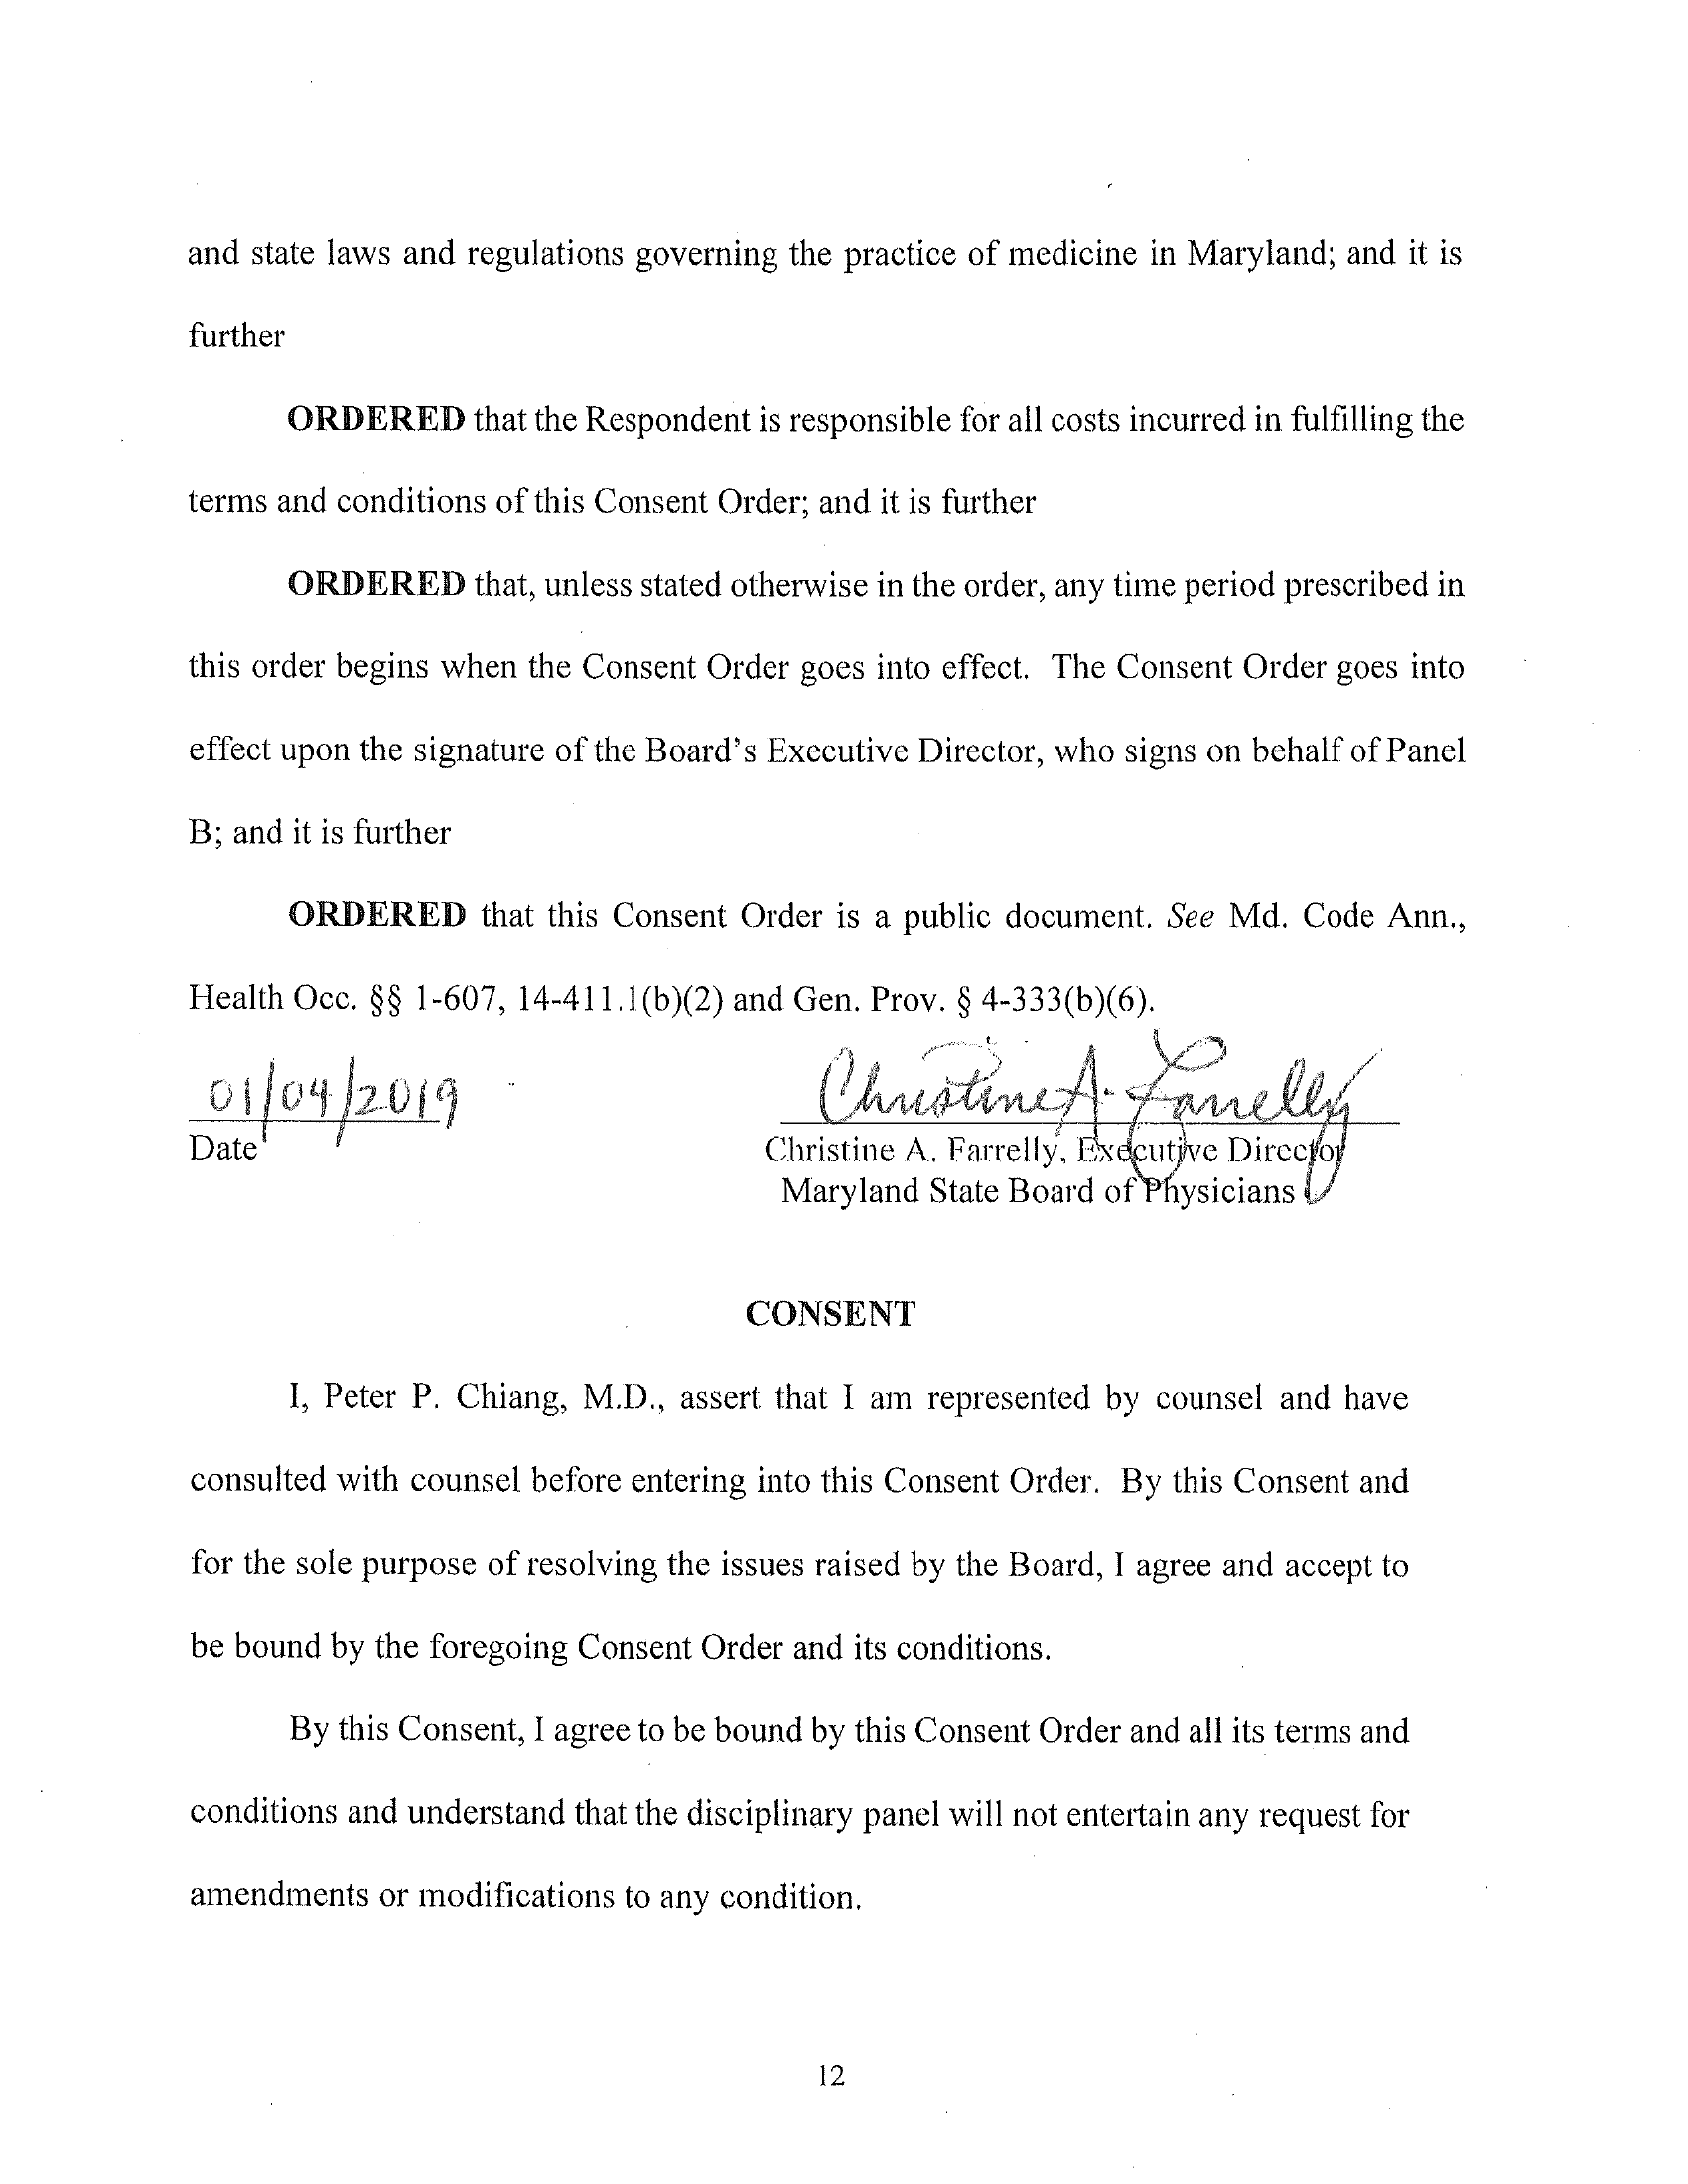 and state laws and regulations governing the practice of medicine in Maryland; and it is
further
ORDERED that the Respondent is responsible for all costs incurred in fulfilling the
terms and conditions of this Consent Order; and it is further
ORDERED that, unless stated otherwise in the order, any time period prescribed in
this order begins when the Consent Order goes into effect. The Consent Order goes into
effect upon the signature of the Board's Executive Director, who signs on behalf of Panel
B; and it is further
ORDERED that this Consent Order is a public document. See Md. Code Ann.,
Health Occ. §§ 1-607, 14-411.1(b)(2) and Gen. Prov. § 4-333(b)(6).
01/04/2019
Christine A. Farrelly
Date
Christine A. Farrelly, Executive Director
Maryland State Board of Physicians
CONSENT
I, Peter P. Chiang, M.D., assert that I am represented by counsel and have
consulted with counsel before entering into this Consent Order. By this Consent and
for the sole purpose of resolving the issues raised by the Board, I agree and accept to
be bound by the foregoing Consent Order and its conditions.
By this Consent, I agree to be bound by this Consent Order and all its terms and
conditions and understand that the disciplinary panel will not entertain any request for
amendments or modifications to any condition.
12